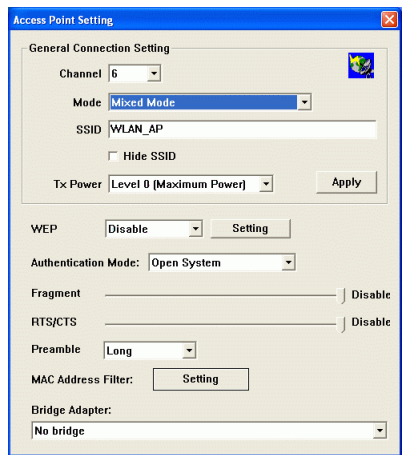 Access Point Setting
General Connection Setting
Channel 6
Mode Mixed Mode
SSID WLAN_AP
Hide SSID
Tx Power Level 0 (Maximum Power) Apply
WEP Disable Setting
Authentication Mode: Open System
Fragment Disable
RTS/CTS Disable
Preamble Long
MAC Address Filter: Setting
Bridge Adapter:
No bridge